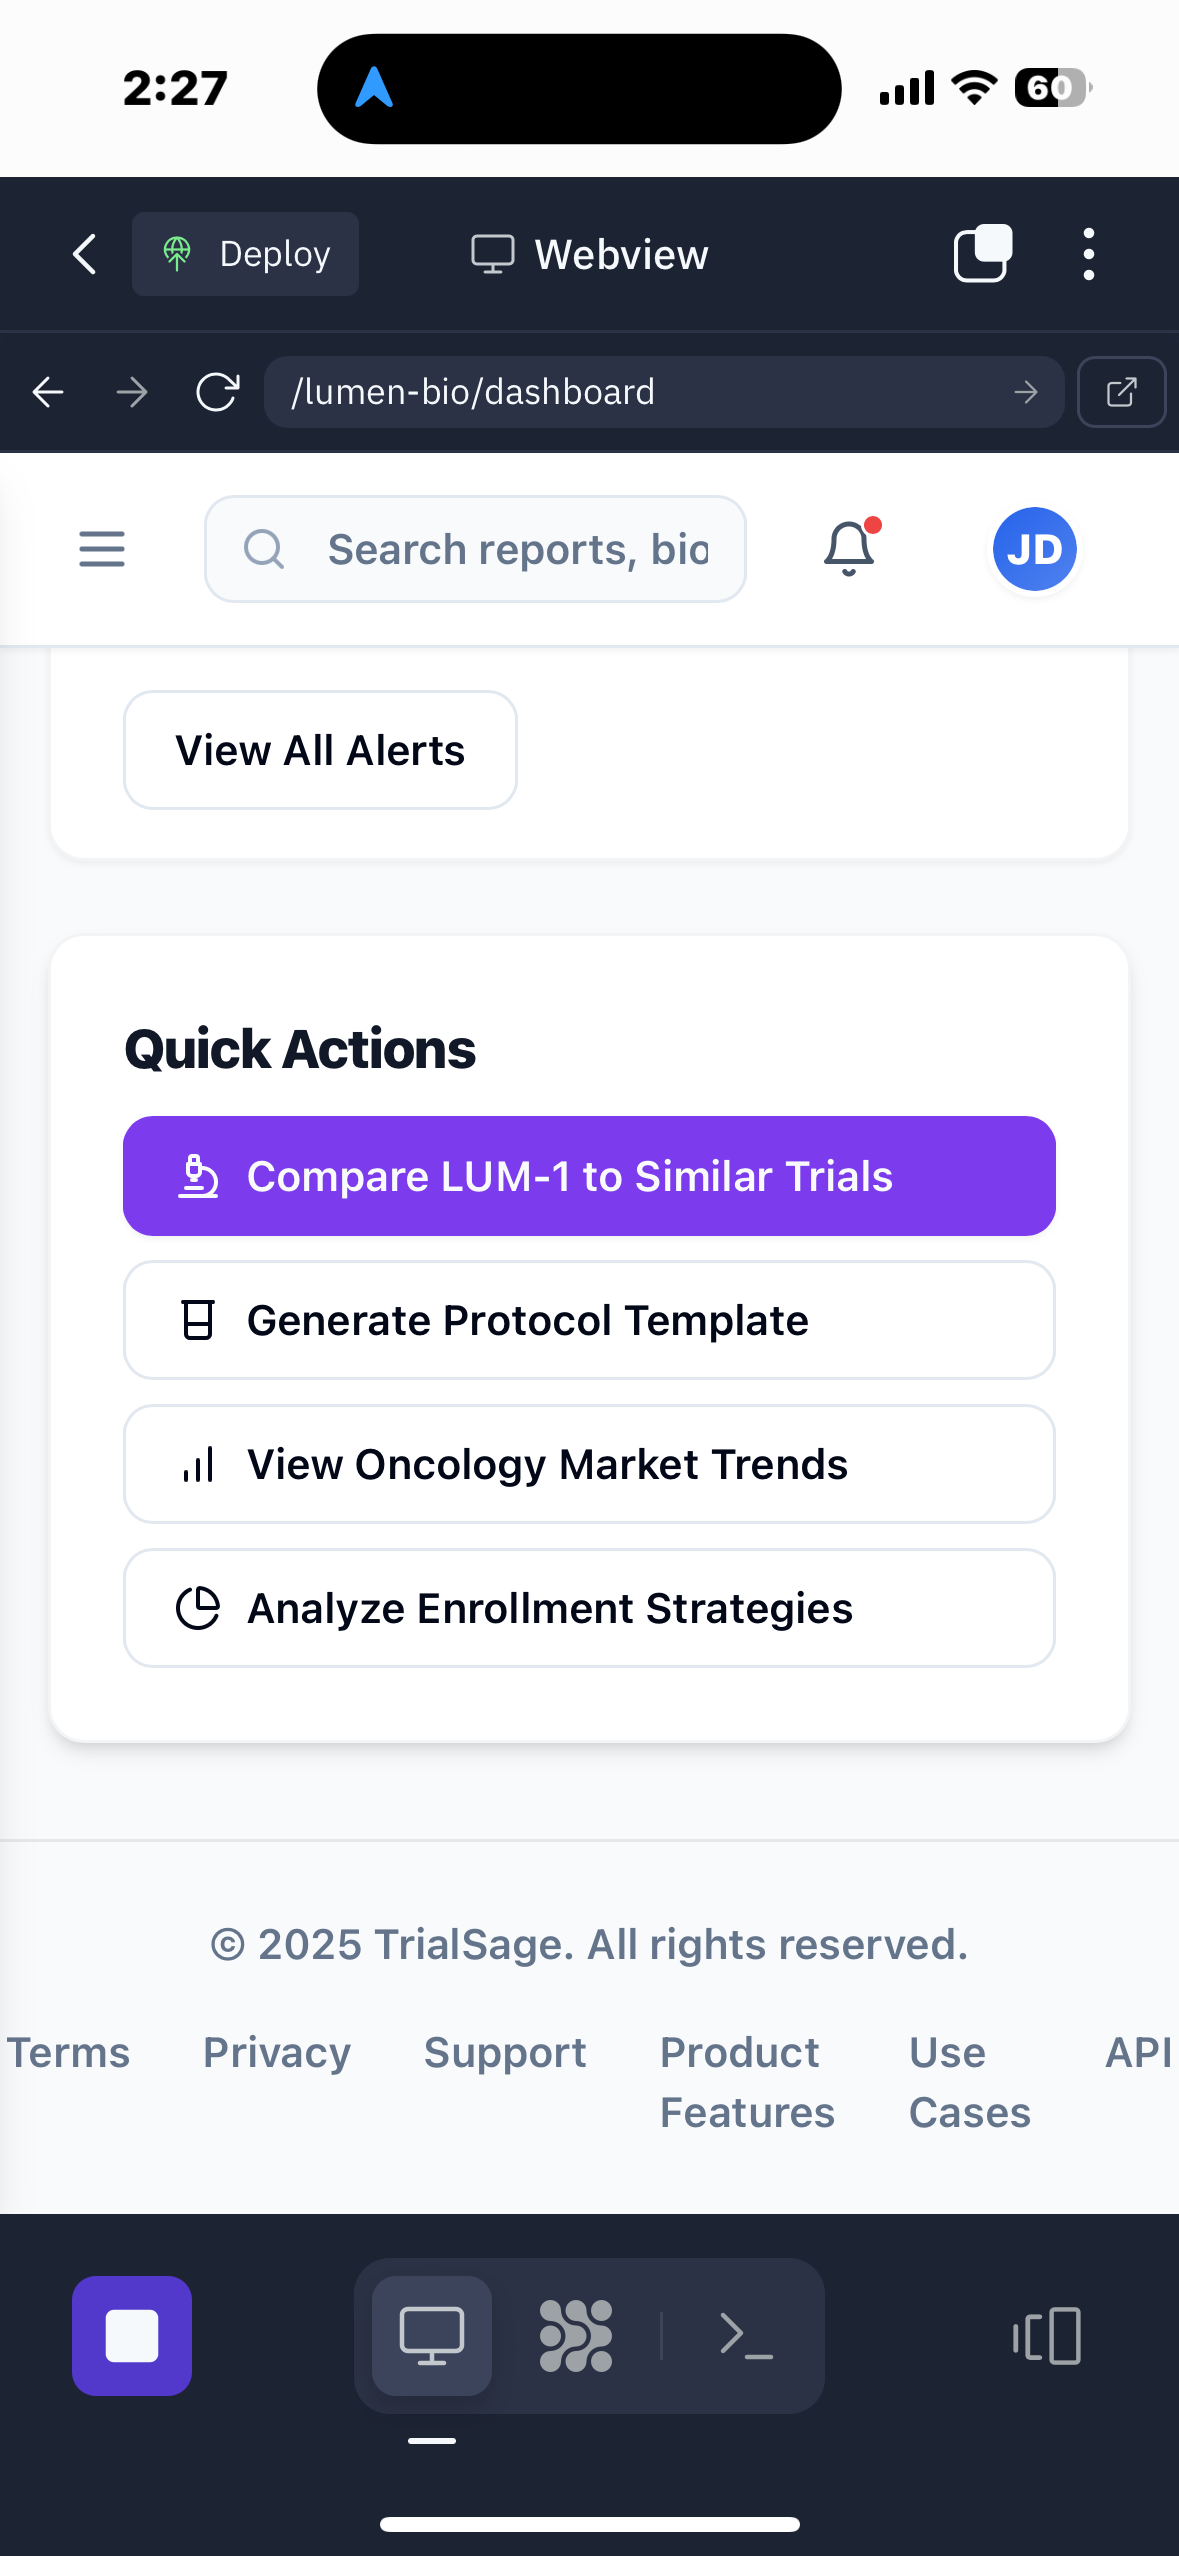 2:27
60
Deploy
Webview
/lumen-bio/dashboard
Search reports, bio
JD
View All Alerts
Quick Actions
Compare LUM-1 to Similar Trials
Generate Protocol Template
View Oncology Market Trends
Analyze Enrollment Strategies
© 2025 TrialSage. All rights reserved.
Terms Privacy Support Product Use API
Features Cases